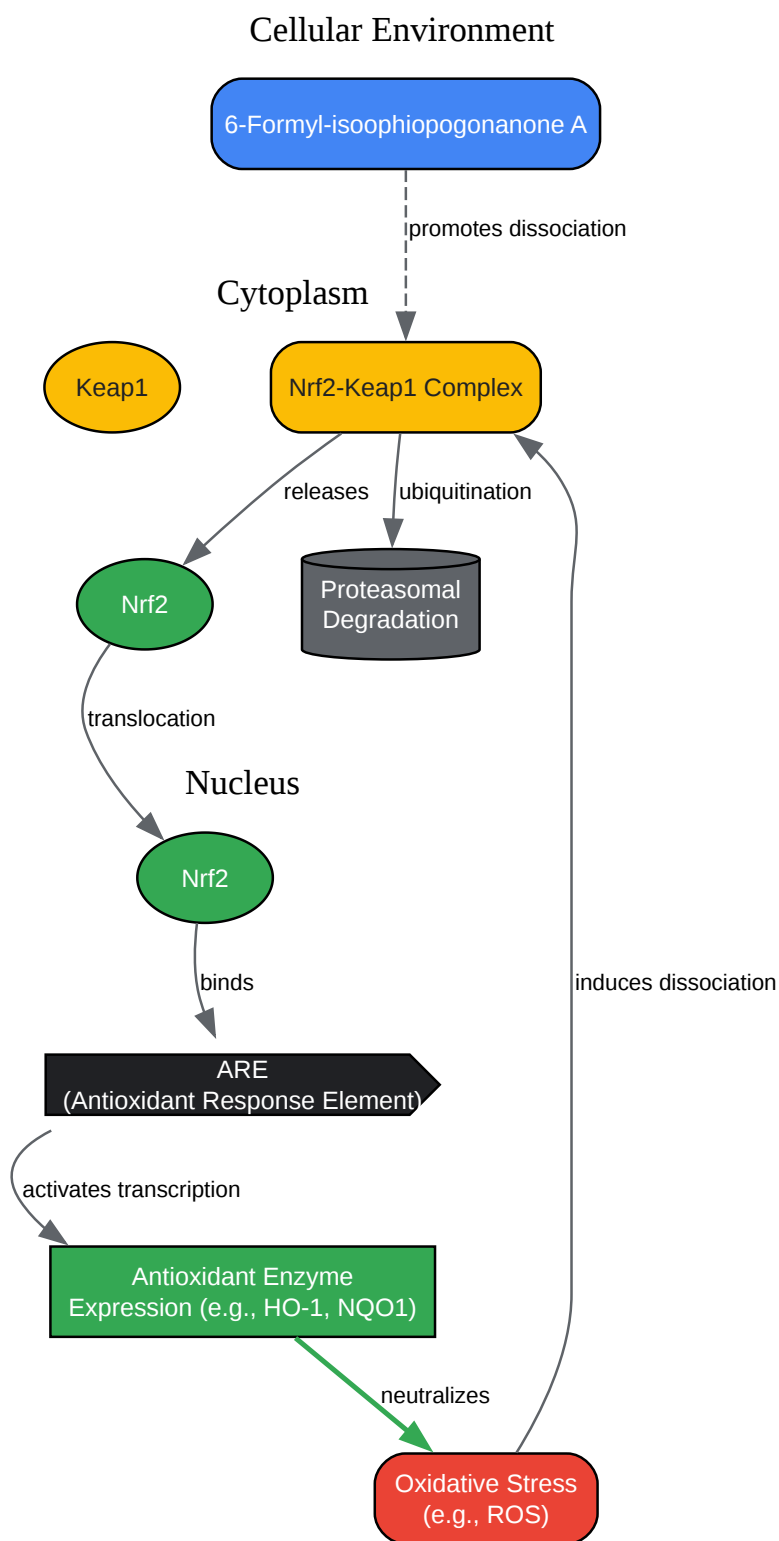 Cellular Environment
6-Formyl-isoophiopogonanone A
promotes dissociation
Cytoplasm
Keap1
Nrf2-Keap1 Complex
releases
ubiquitination
Nrf2
Proteasomal
Degradation
translocation
Nucleus
Nrf2
binds
induces dissociation
ARE
(Antioxidant Response Element)
activates transcription
Antioxidant Enzyme
Expression (e.g., HO-1, NQO1)
neutralizes
Oxidative Stress
(e.g., ROS)